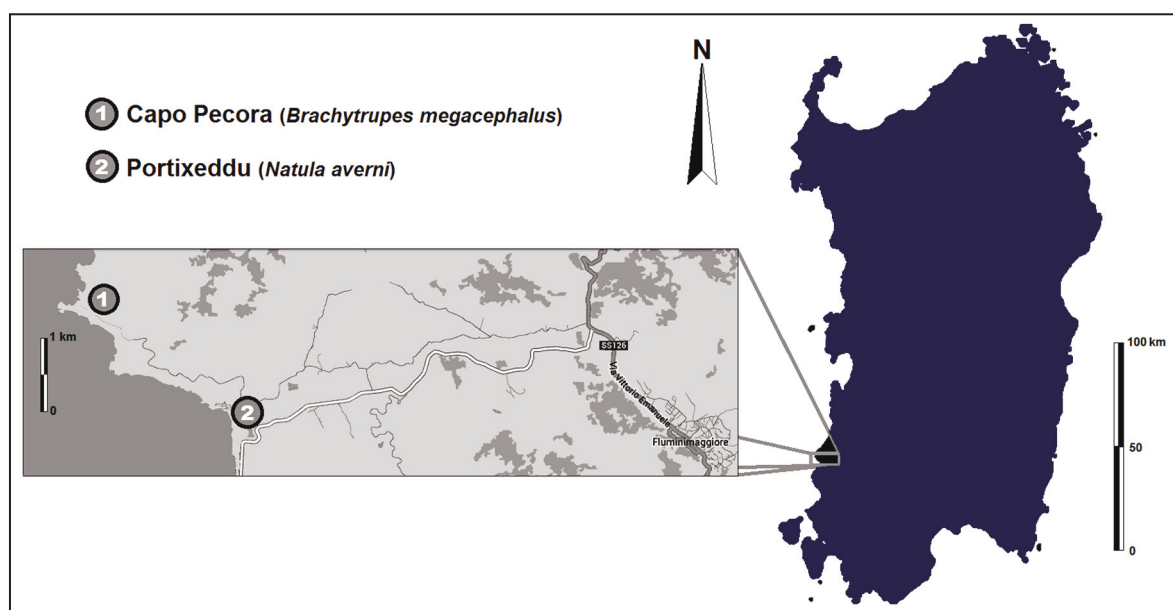 N
1 Capo Pecora (Brachytrupes megacephalus)
2 Portixeddu (Natula averni)
1
1 km
0
2
SS126
Via Vittorio Emanuele
Fluminimaggiore
100 km
50
0